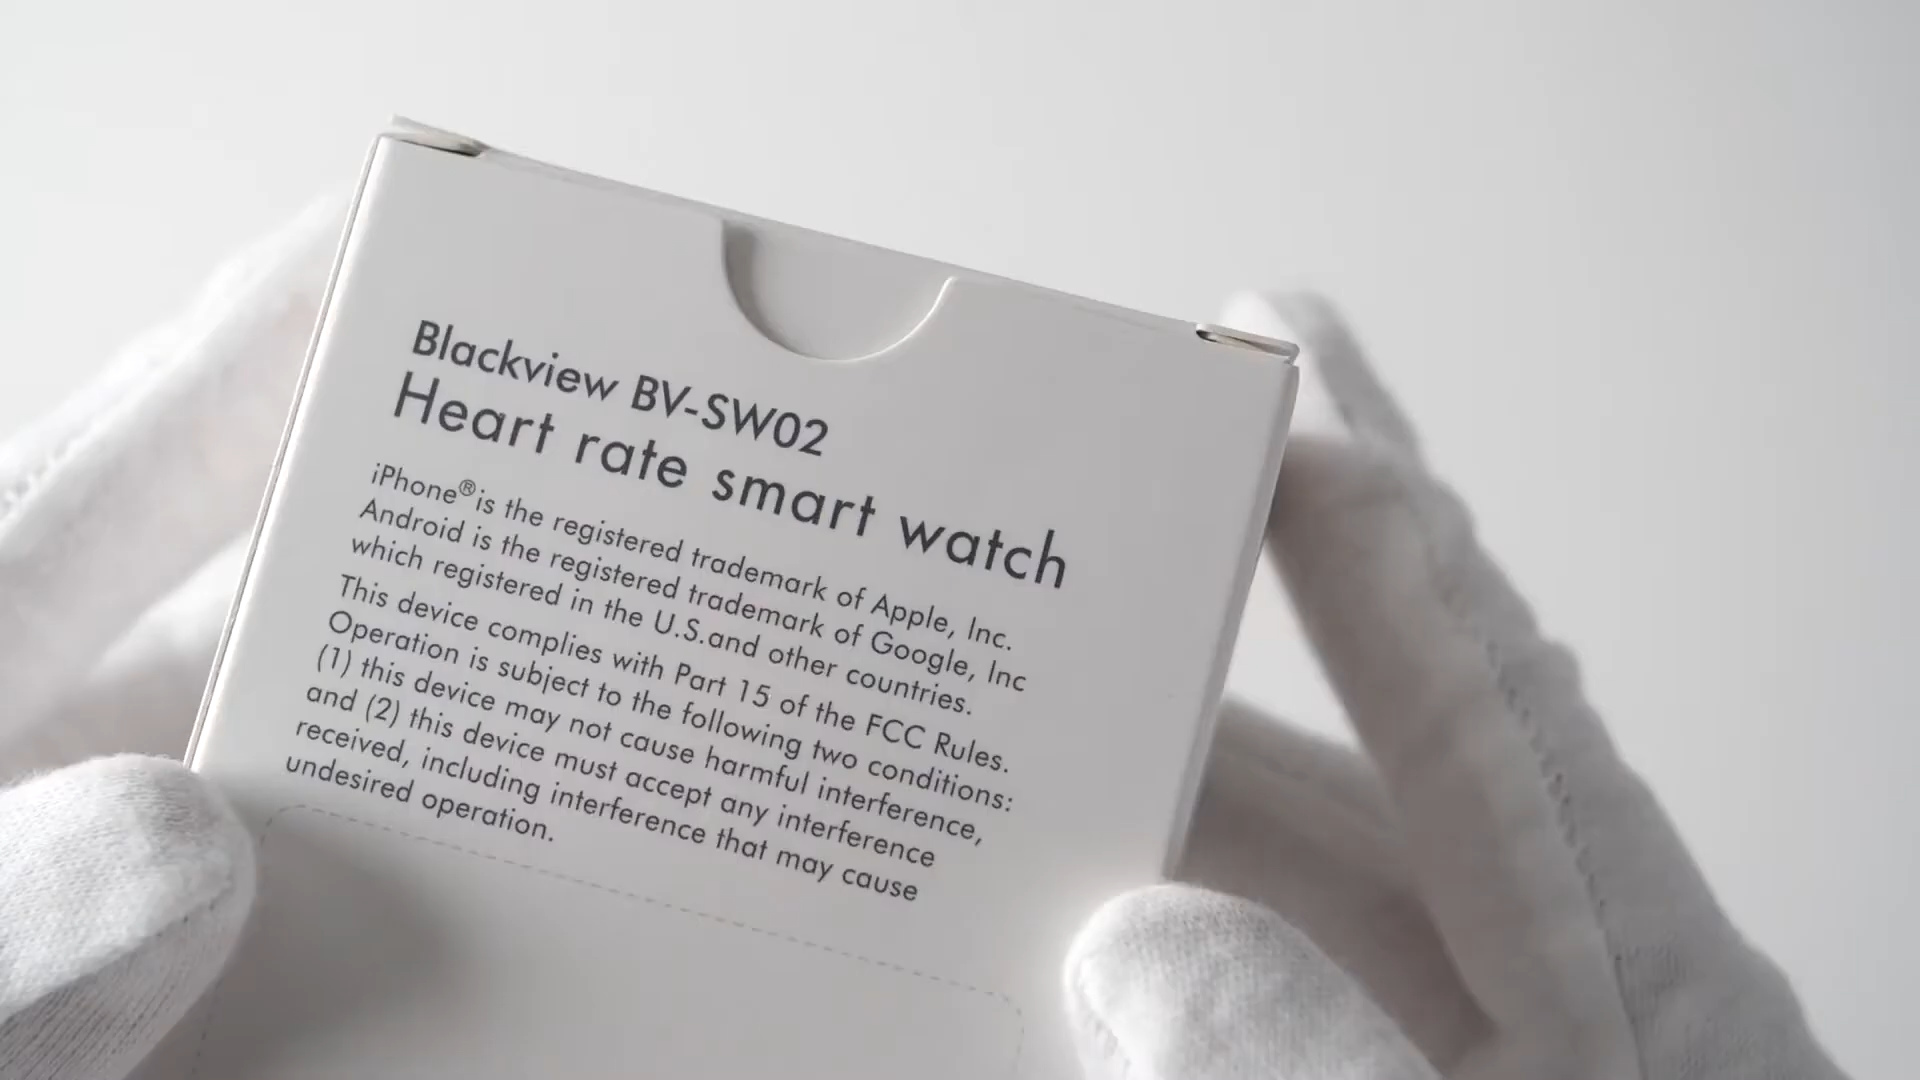 Blackview BV-SW02
Heart rate smart watch
iPhone®is the registered trademark of Apple, Inc.
Android is the registered trademark of Google, Inc
which registered in the U.S.and other countries.
This device complies with Part 15 of the FCC Rules.
Operation is subject to the following two conditions:
(1) this device may not cause harmful interference,
and (2) this device must accept any interference
received, including interference that may cause
undesired operation.